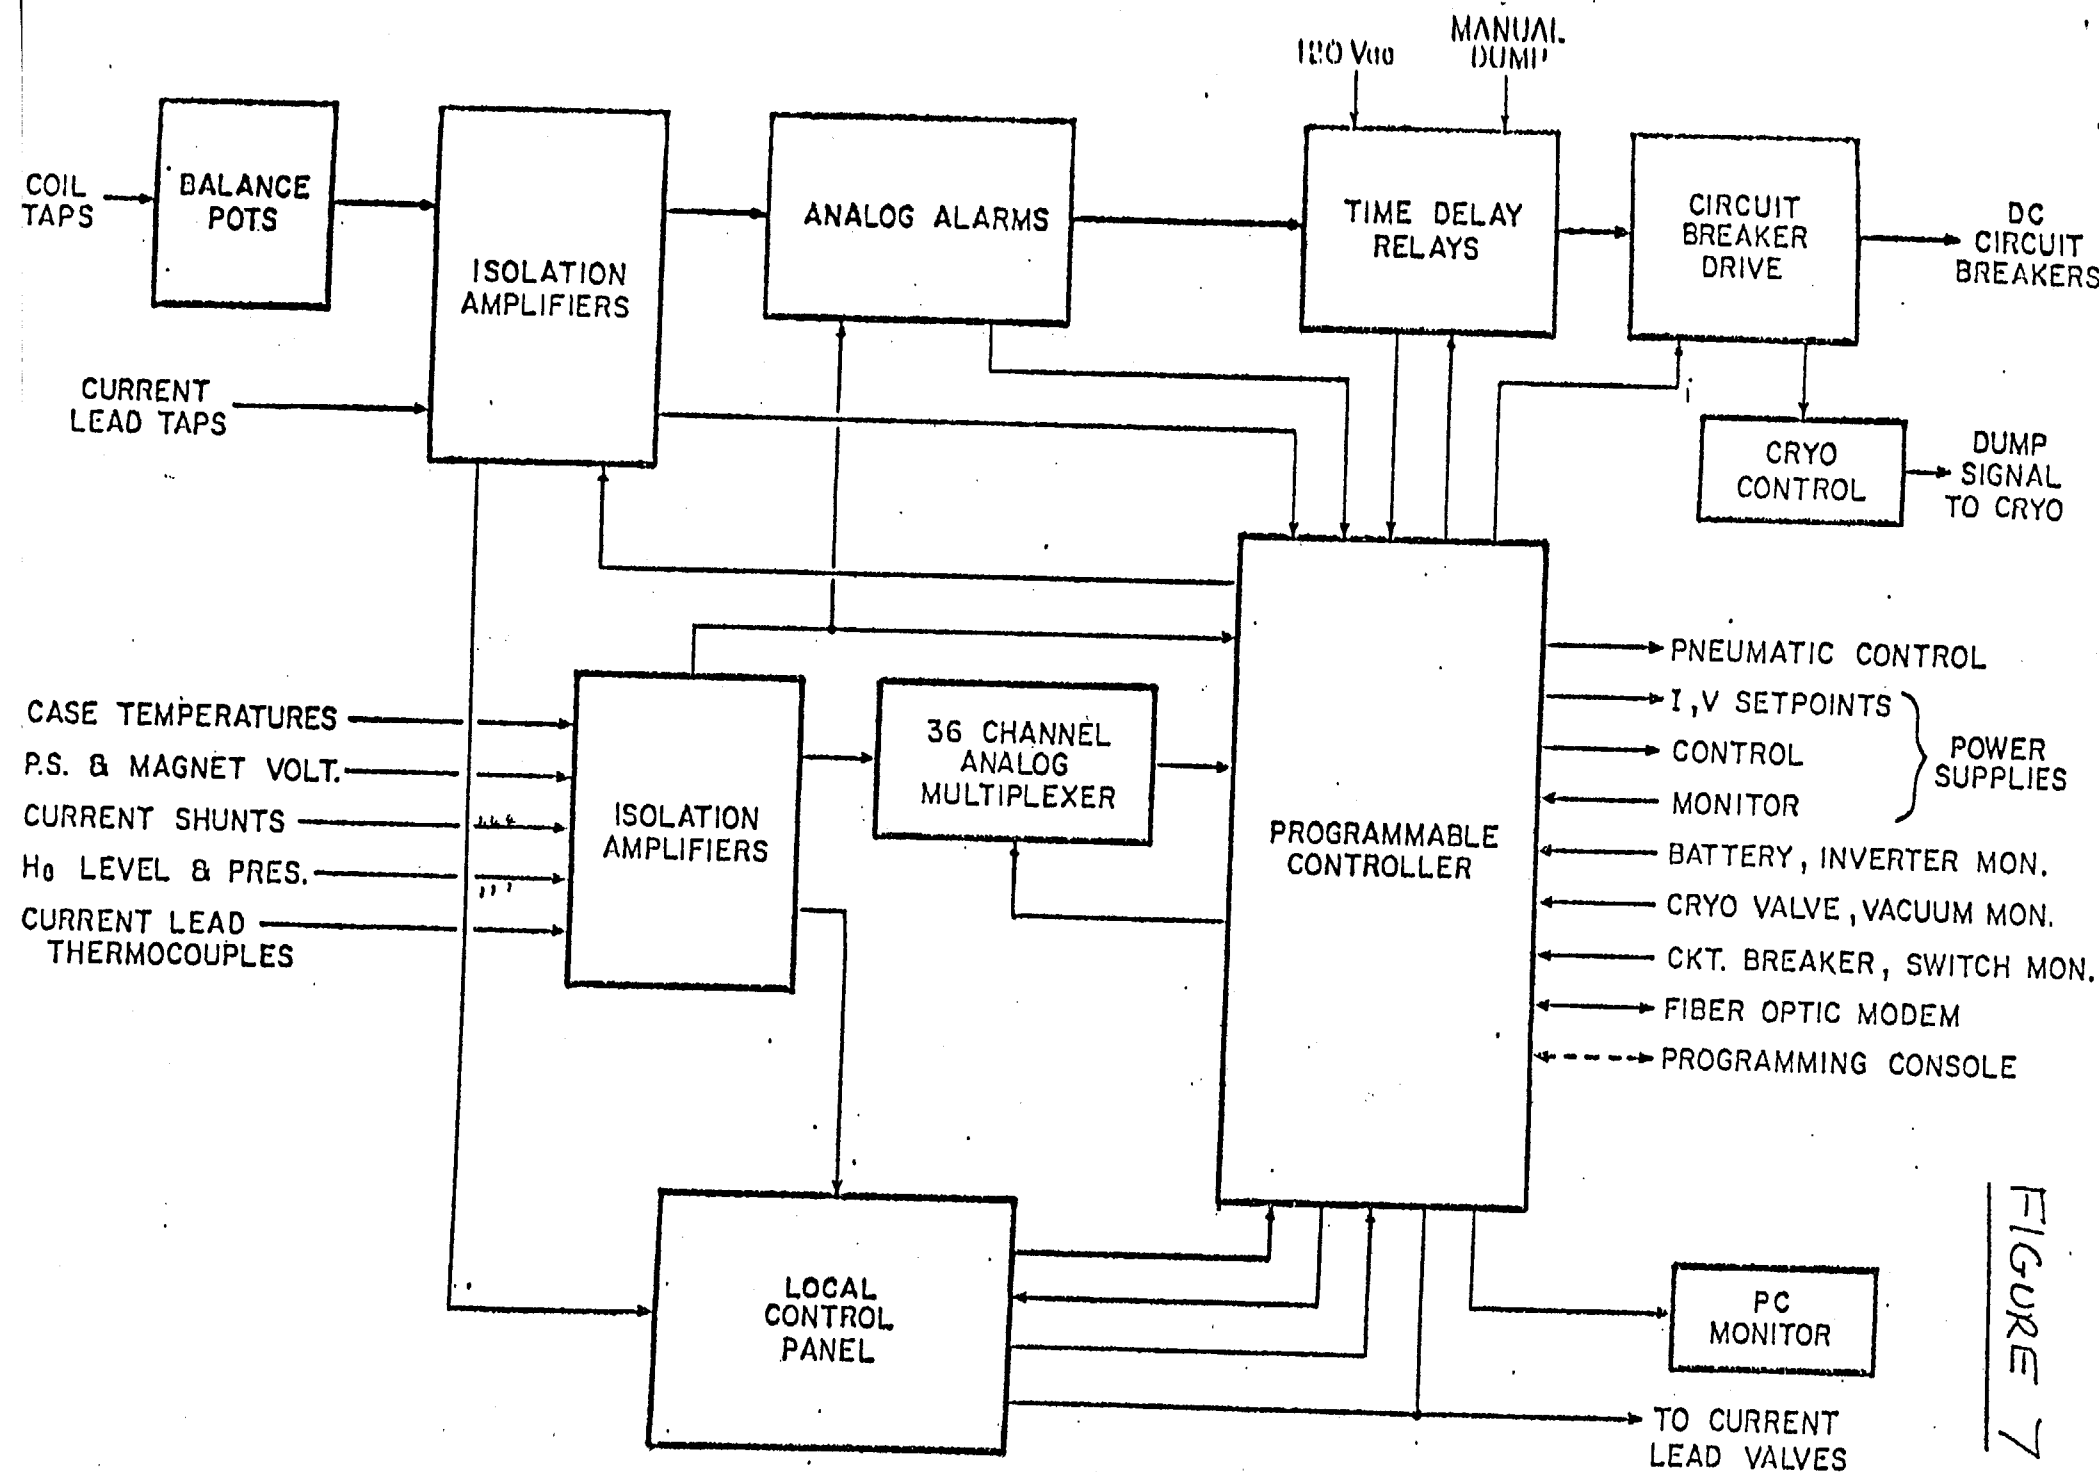 MANUAL
DUMP
COIL
TAPS
BALANCE
POTS
ISOLATION
AMPLIFIERS
ANALOG ALARMS
TIME DELAY
RELAYS
CIRCUIT
BREAKER
DRIVE
DC
CIRCUIT
BREAKERS
CURRENT
LEAD TAPS
CRYO
CONTROL
DUMP
SIGNAL
TO CRYO
CASE TEMPERATURES
P.S. & MAGNET VOLT.
CURRENT SHUNTS
LEVEL & PRES.
CURRENT LEAD
THERMOCOUPLES
ISOLATION
AMPLIFIERS
36 CHANNEL
ANALOG
MULTIPLEXER
PROGRAMMABLE
CONTROLLER
PNEUMATIC CONTROL
I,V SETPOINTS
CONTROL
MONITOR
POWER
SUPPLIES
BATTERY, INVERTER MON.
CRYO VALVE, VACUUM MON.
CKT. BREAKER, SWITCH MON.
FIBER OPTIC MODEM
PROGRAMMING CONSOLE
LOCAL
CONTROL
PANEL
PC
MONITOR
TO CURRENT
LEAD VALVES
FIGURE 7